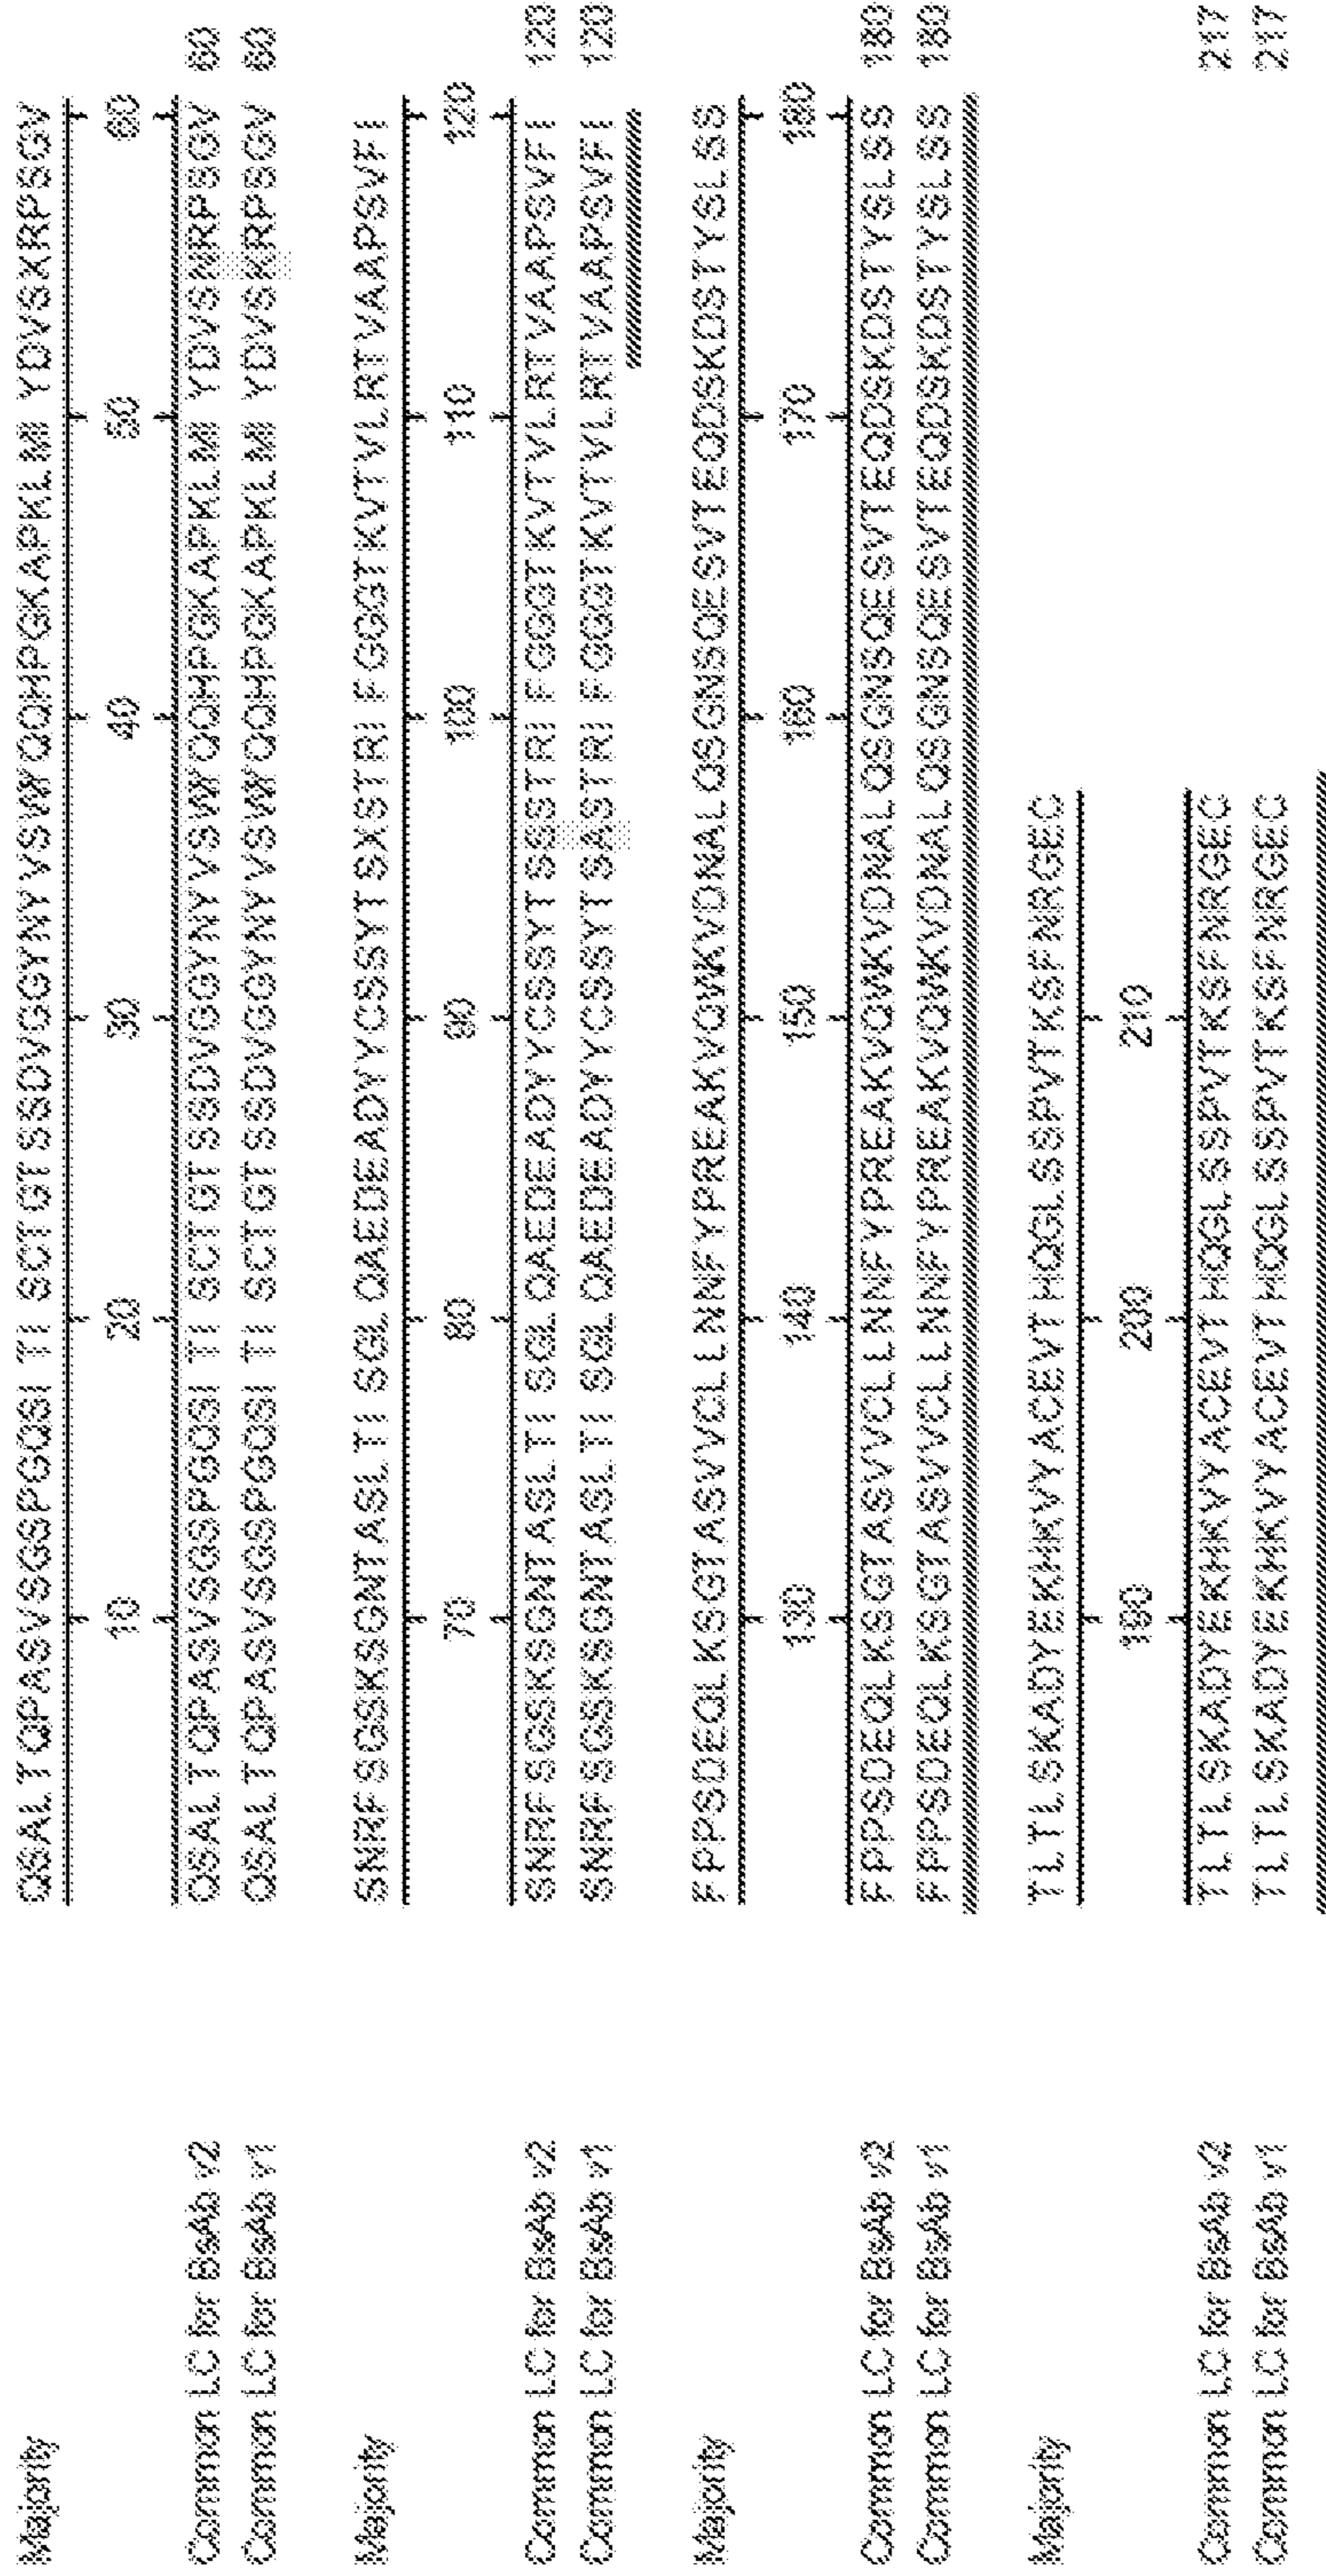 Majority QSALTQPASVSGSPGQSITISCTGTSSDVGGYNYVSWYQQHPGKAPKLMIYDVSXRPSGV
10 20 30 40 50 60
Common LC for BsAb v2 QSALTQPASVSGSPGQSITISCTGTSSDVGGYNYVSWYQQHPGKAPKLMIYDVSNRPSGV 60
Common LC for BsAb v1 QSALTQPASVSGSPGQSITISCTGTSSDVGGYNYVSWYQQHPGKAPKLMIYDVSKRPSGV 60
Majority SNRFSGSKSGNTASLTISGLQAEDEADYYCSSYTSXSTRIFGGGTKVTVLRTVAAPSVFI
70 80 90 100 110 120
Common LC for BsAb v2 SNRFSGSKSGNTASLTISGLQAEDEADYYCSSYTSSSTRIFGGGTKVTVLRTVAAPSVFI 120
Common LC for BsAb v1 SNRFSGSKSGNTASLTISGLQAEDEADYYCSSYTSASTRIFGGGTKVTVLRTVAAPSVFI 120
Majority FPPSDEQLKSGTASVVCLLNNFYPREAKVQWKVDNALQSGNSQESVTEQDSKDSTYSLSS
130 140 150 160 170 180
Common LC for BsAb v2 FPPSDEQLKSGTASVVCLLNNFYPREAKVQWKVDNALQSGNSQESVTEQDSKDSTYSLSS 180
Common LC for BsAb v1 FPPSDEQLKSGTASVVCLLNNFYPREAKVQWKVDNALQSGNSQESVTEQDSKDSTYSLSS 180
Majority TLTLSKADYEKHKVYACEVTHQGLSSPVTKSFNRGEC
190 200 210
Common LC for BsAb v2 TLTLSKADYEKHKVYACEVTHQGLSSPVTKSFNRGEC 217
Common LC for BsAb v1 TLTLSKADYEKHKVYACEVTHQGLSSPVTKSFNRGEC 217